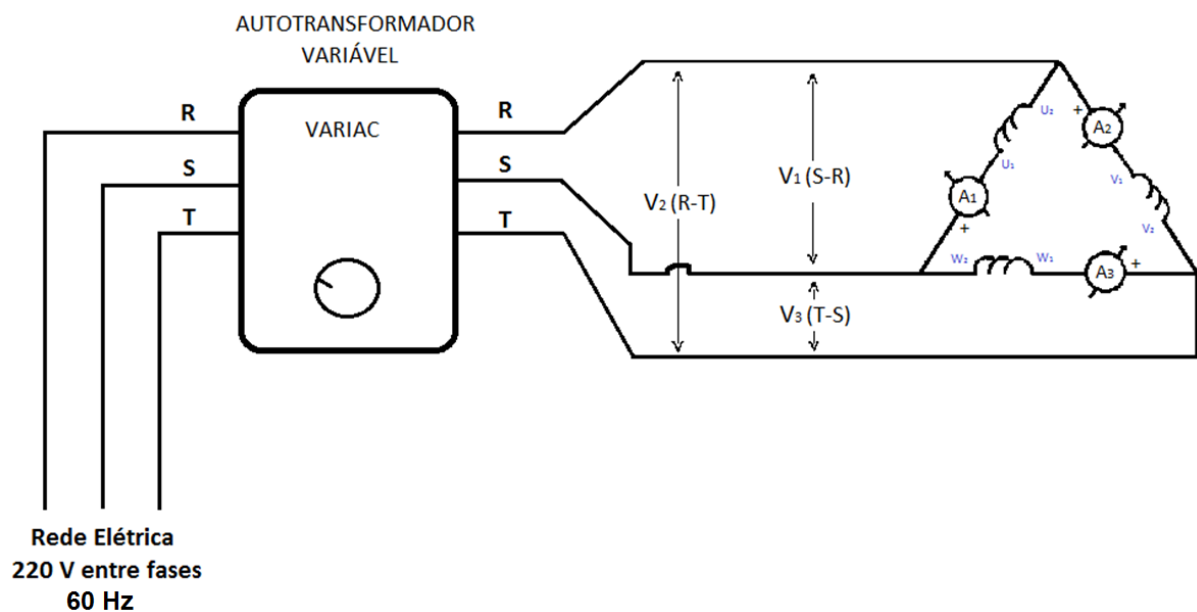 AUTOTRANSFORMADOR
VARIÁVEL
VARIAC
R
S
T
R
S
T
V₂ (R-T)
V₁ (S-R)
V₃ (T-S)
U₂
U₁
A₁
+
+
A₂
V₁
V₂
W₂
W₁
A₃
+
Rede Elétrica
220 V entre fases
60 Hz